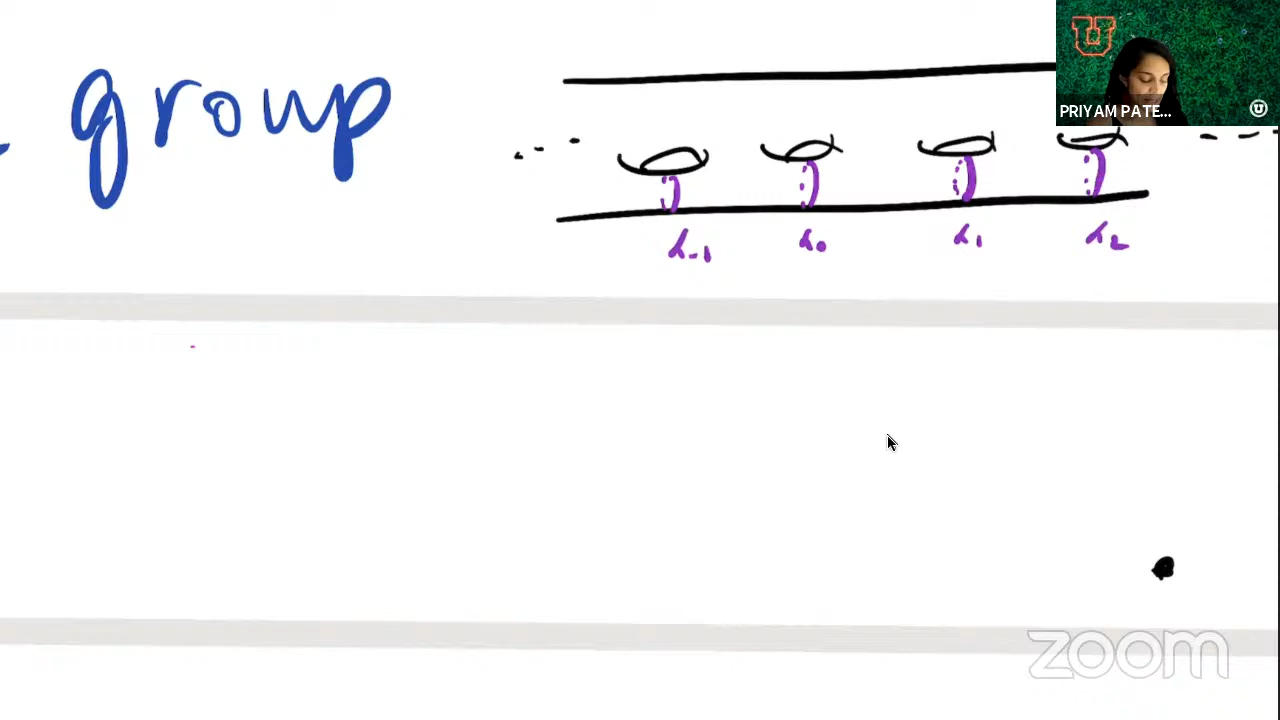 group
α₋₁ α₀ α₁ α₂
PRIYAM PATE...
zoom